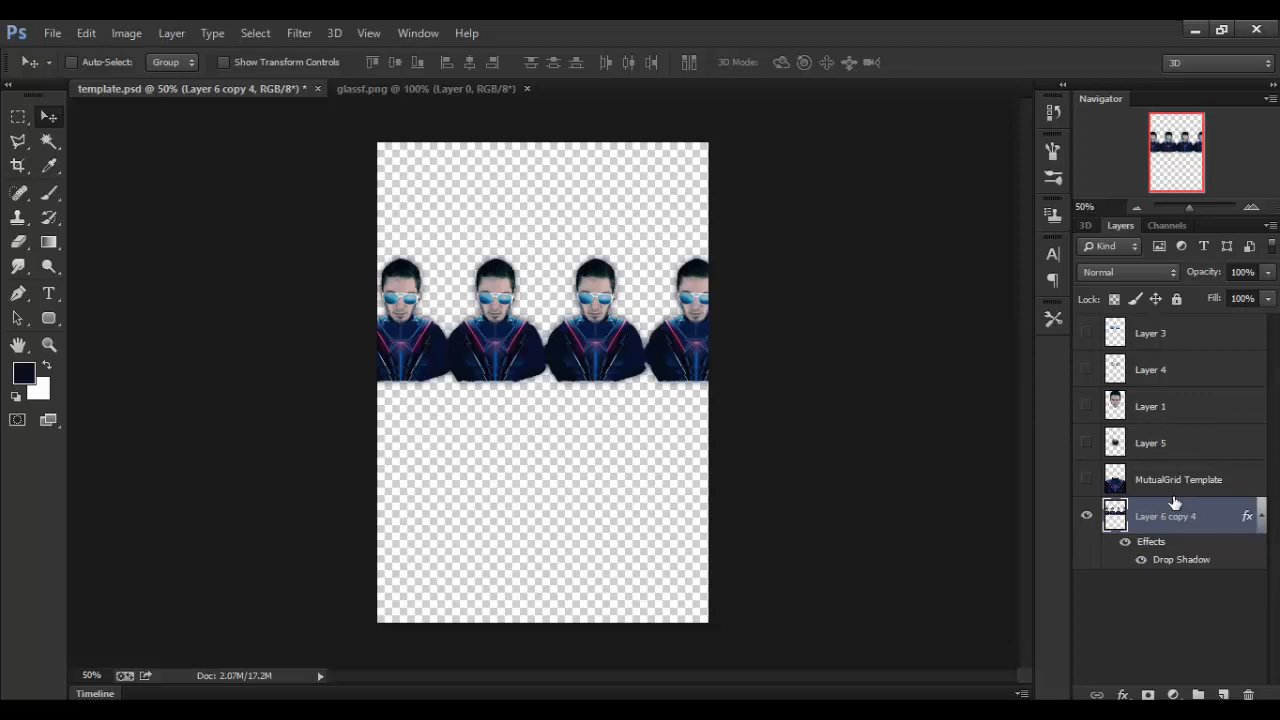 Ps File Edit Image Layer Type Select Filter 3D View Window Help
Auto-Select: Group Show Transform Controls 3D Mode: 3D
template.psd @ 50% (Layer 6 copy 4, RGB/8*) * × glassf.png @ 100% (Layer 0, RGB/8*) ×
Navigator
50%
3D Layers Channels
Kind
Normal Opacity: 100%
Lock: Fill: 100%
Layer 3
Layer 4
Layer 1
Layer 5
MutualGrid Template
Layer 6 copy 4 fx
Effects
Drop Shadow
50% Doc: 2.07M/17.2M
Timeline